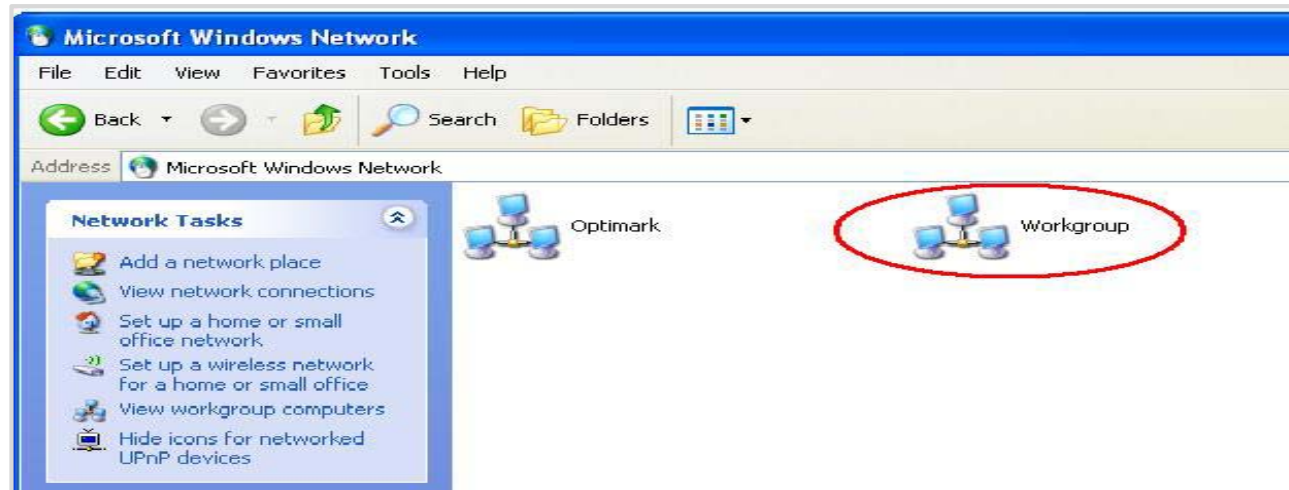 Microsoft Windows Network
File Edit View Favorites Tools Help
Back Search Folders
Address Microsoft Windows Network
Network Tasks
Add a network place
View network connections
Set up a home or small
office network
Set up a wireless network
for a home or small office
View workgroup computers
Hide icons for networked
UPnP devices
Optimark
Workgroup